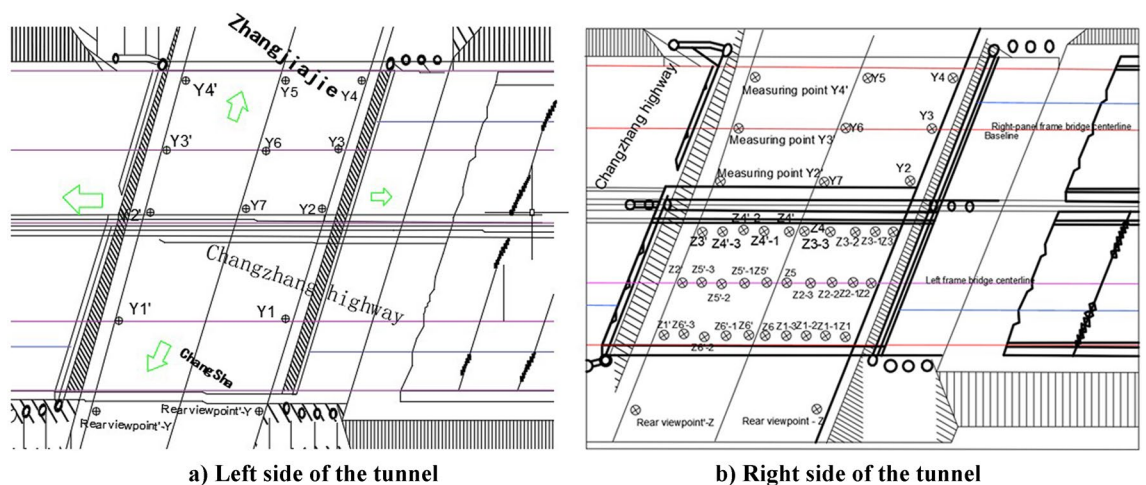 Zhangjiajie
Y4'
Y5
Y4
Y3'
Y6
Y3
2'
Y7
Y2
Changzhang highway
Y1'
Y1
ChangSha
Rear viewpoint'-Y
Rear viewpoint'-Y
a) Left side of the tunnel
Changzhang highway
Measuring point Y4'
Y5
Y4
Measuring point Y3'
Y6
Y3
Right-panel frame bridge centerline
Baseline
Measuring point Y2'
Y7
Y2
Z3'
Z4'-3
Z4'-2
Z4'-1
Z4'
Z4
Z3-3
Z3-2
Z3-1
Z3
Z2
Z5'-3
Z5'-2
Z5'-1
Z5'
Z5
Z2-3
Z2-2
Z2-1
Z2
Left frame bridge centerline
Z1'
Z6'-3
Z6'-2
Z6'-1
Z6'
Z6
Z1-3
Z1-2
Z1-1
Z1
Rear viewpoint'-Z
Rear viewpoint - Z
b) Right side of the tunnel